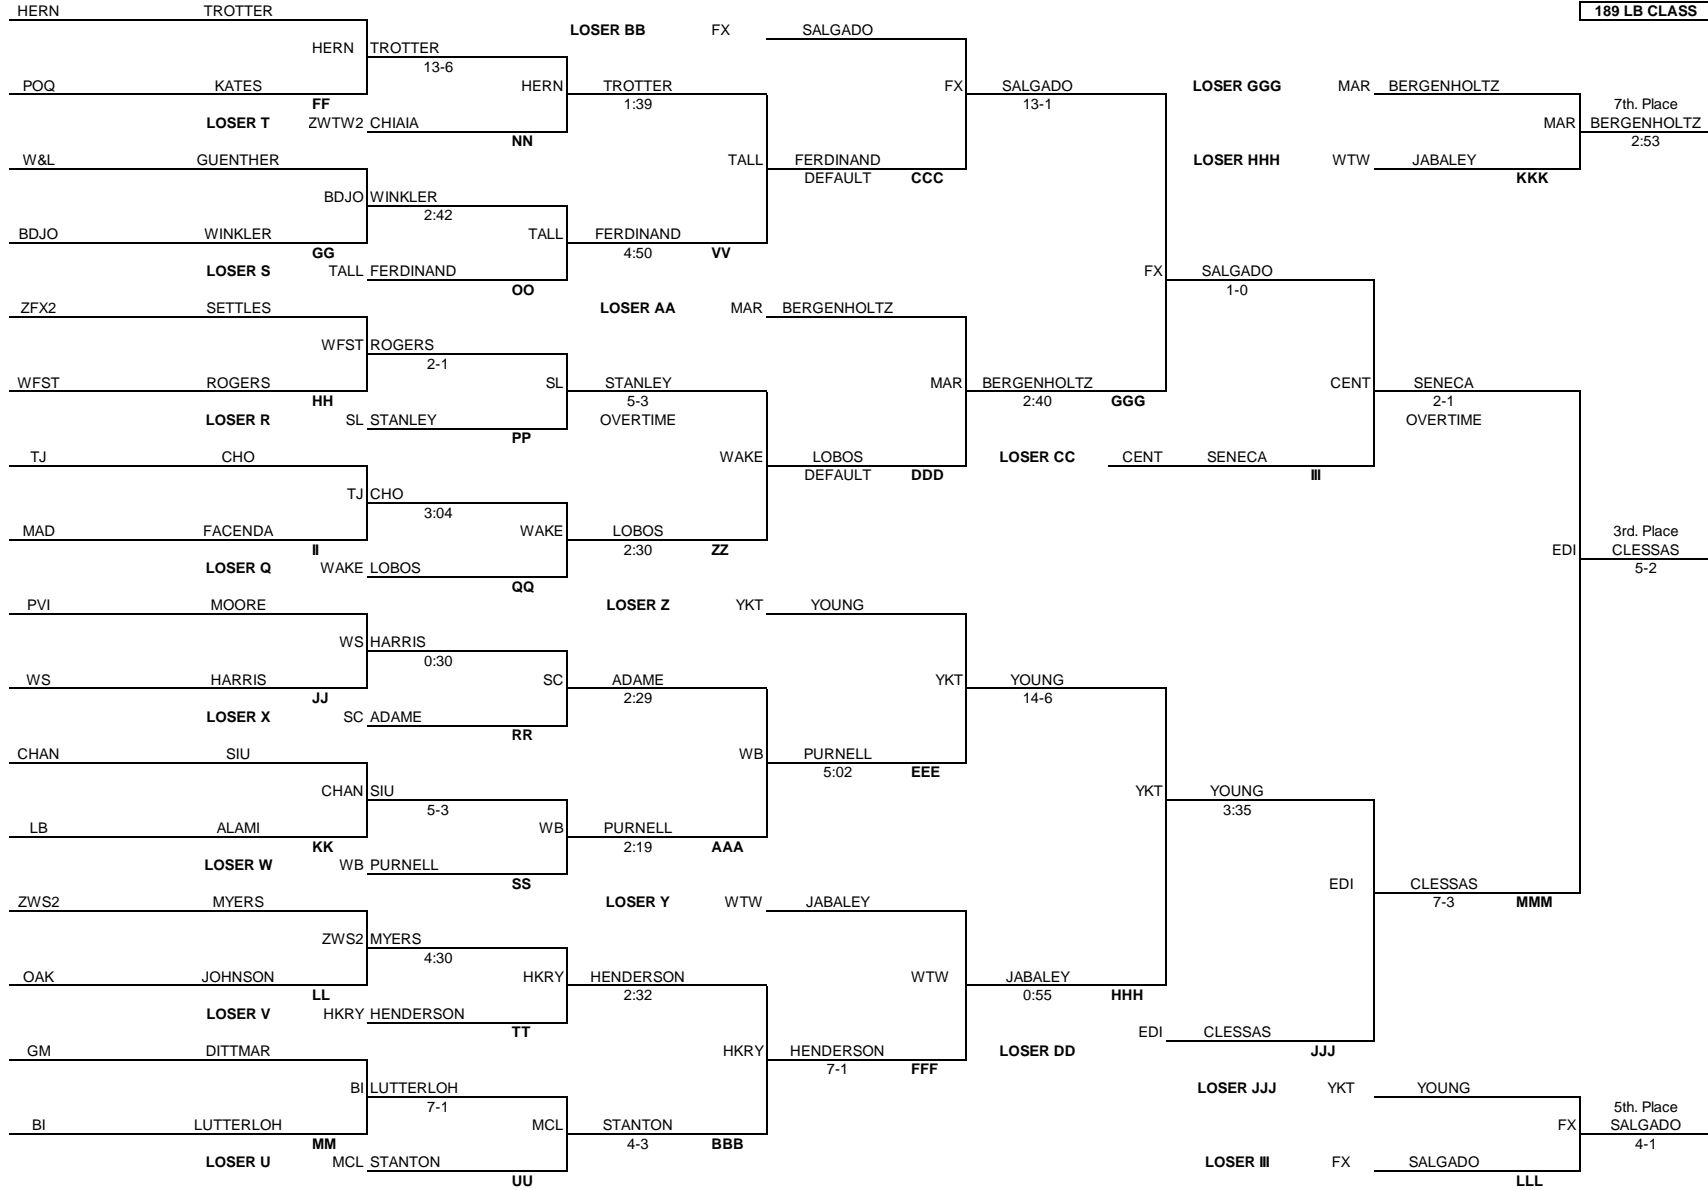 HERN TROTTER 189 LB CLASS
LOSER BB FX SALGADO
HERN TROTTER
13-6
POQ KATES HERN TROTTER FX SALGADO LOSER GGG MAR BERGENHOLTZ
FF 1:39 13-1 7th. Place
LOSER T ZWTW2 CHIAIA MAR BERGENHOLTZ
NN 2:53
W&L GUENTHER TALL FERDINAND LOSER HHH WTW JABALEY
DEFAULT CCC KKK
BDJO WINKLER
2:42
BDJO WINKLER TALL FERDINAND
GG 4:50 VV
LOSER S TALL FERDINAND FX SALGADO
OO 1-0
ZFX2 SETTLES LOSER AA MAR BERGENHOLTZ
WFST ROGERS
2-1
WFST ROGERS SL STANLEY MAR BERGENHOLTZ CENT SENECA
HH 5-3 2:40 GGG 2-1
LOSER R SL STANLEY OVERTIME OVERTIME
PP
TJ CHO WAKE LOBOS LOSER CC CENT SENECA
DEFAULT DDD III
TJ CHO
3:04
MAD FACENDA WAKE LOBOS 3rd. Place
II 2:30 ZZ EDI CLESSAS
LOSER Q WAKE LOBOS 5-2
QQ
PVI MOORE LOSER Z YKT YOUNG
WS HARRIS
0:30
WS HARRIS SC ADAME YKT YOUNG
JJ 2:29 14-6
LOSER X SC ADAME
RR
CHAN SIU WB PURNELL
5:02 EEE
CHAN SIU YKT YOUNG
5-3 3:35
LB ALAMI WB PURNELL
KK 2:19 AAA
LOSER W WB PURNELL
SS EDI CLESSAS
ZWS2 MYERS LOSER Y WTW JABALEY 7-3 MMM
ZWS2 MYERS
4:30
OAK JOHNSON HKRY HENDERSON WTW JABALEY
LL 2:32 0:55 HHH
LOSER V HKRY HENDERSON
TT EDI CLESSAS
GM DITTMAR HKRY HENDERSON LOSER DD JJJ
7-1 FFF
BI LUTTERLOH LOSER JJJ YKT YOUNG
7-1 5th. Place
BI LUTTERLOH MCL STANTON FX SALGADO
MM 4-3 BBB 4-1
LOSER U MCL STANTON LOSER III FX SALGADO
UU LLL